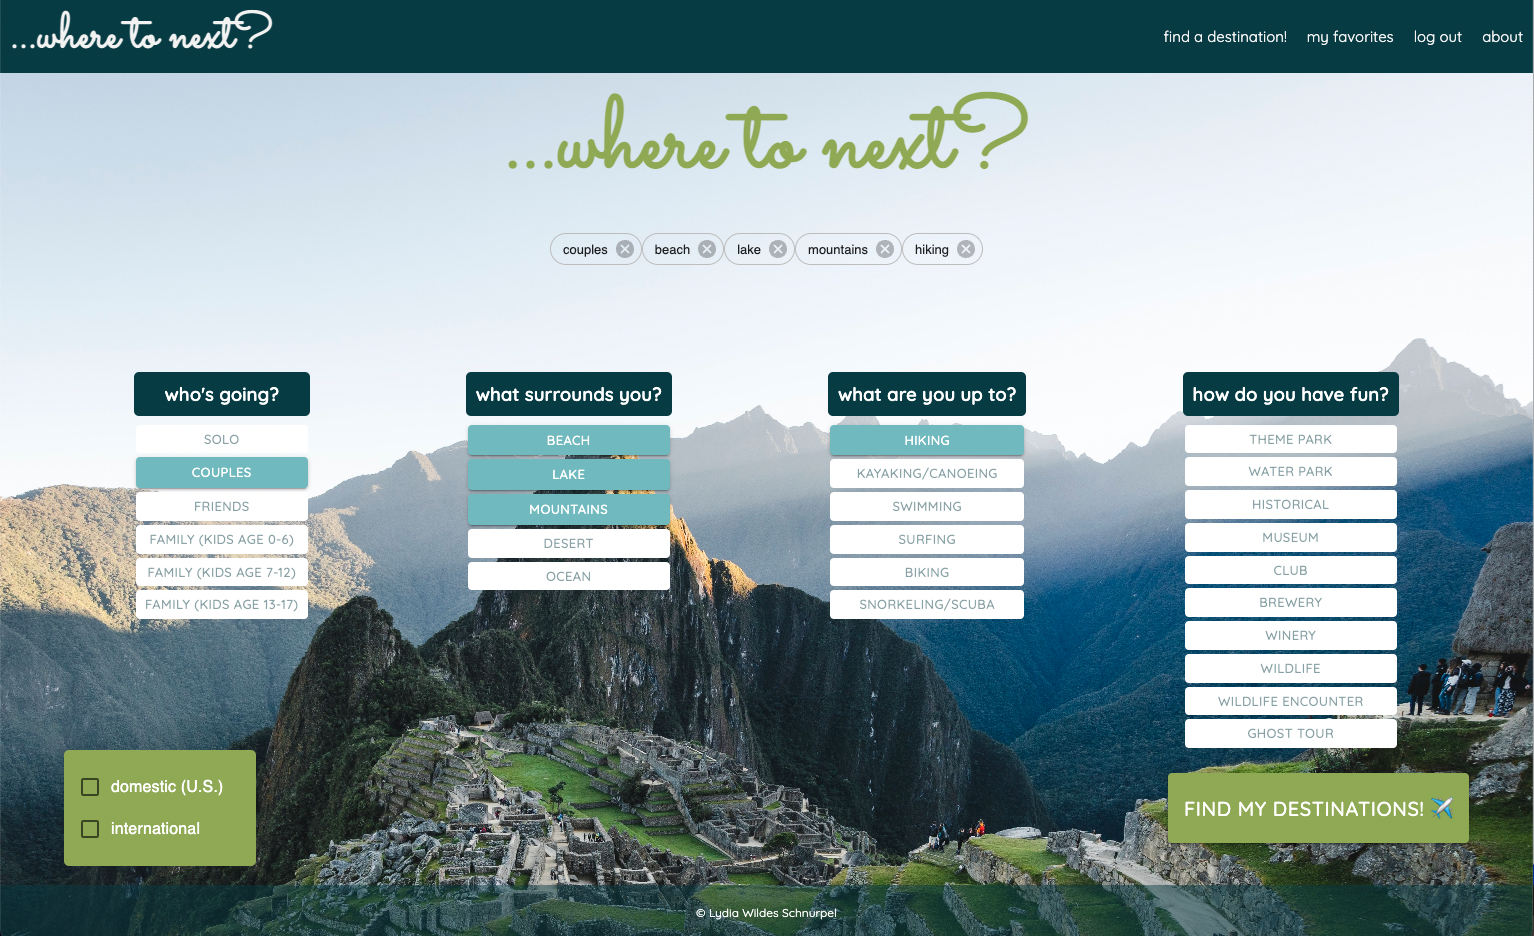 ...where to next?
find a destination!
my favorites
log out
about
...where to next?
couples
beach
lake
mountains
hiking
who's going?
SOLO
COUPLES
FRIENDS
FAMILY (KIDS AGE 0-6)
FAMILY (KIDS AGE 7-12)
FAMILY (KIDS AGE 13-17)
what surrounds you?
BEACH
LAKE
MOUNTAINS
DESERT
OCEAN
what are you up to?
HIKING
KAYAKING/CANOEING
SWIMMING
SURFING
BIKING
SNORKELING/SCUBA
how do you have fun?
THEME PARK
WATER PARK
HISTORICAL
MUSEUM
CLUB
BREWERY
WINERY
WILDLIFE
WILDLIFE ENCOUNTER
GHOST TOUR
domestic (U.S.)
international
FIND MY DESTINATIONS! ✈️
© Lydia Wildes Schnurpel